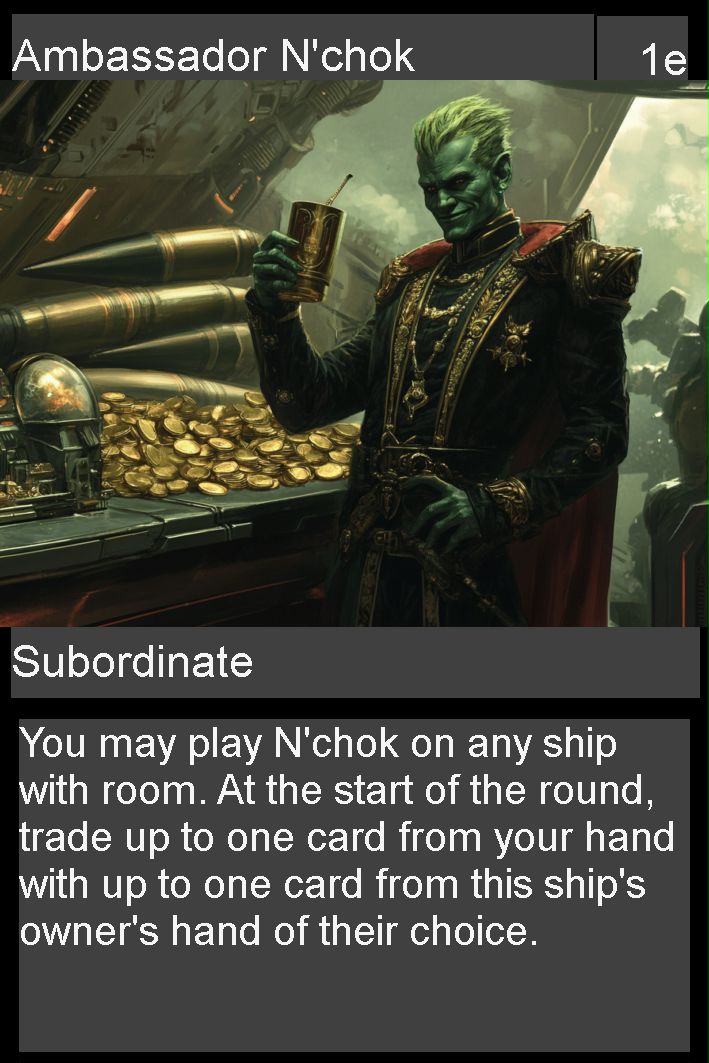 Ambassador N'chok
1e
Subordinate
You may play N'chok on any ship
with room. At the start of the round,
trade up to one card from your hand
with up to one card from this ship's
owner's hand of their choice.